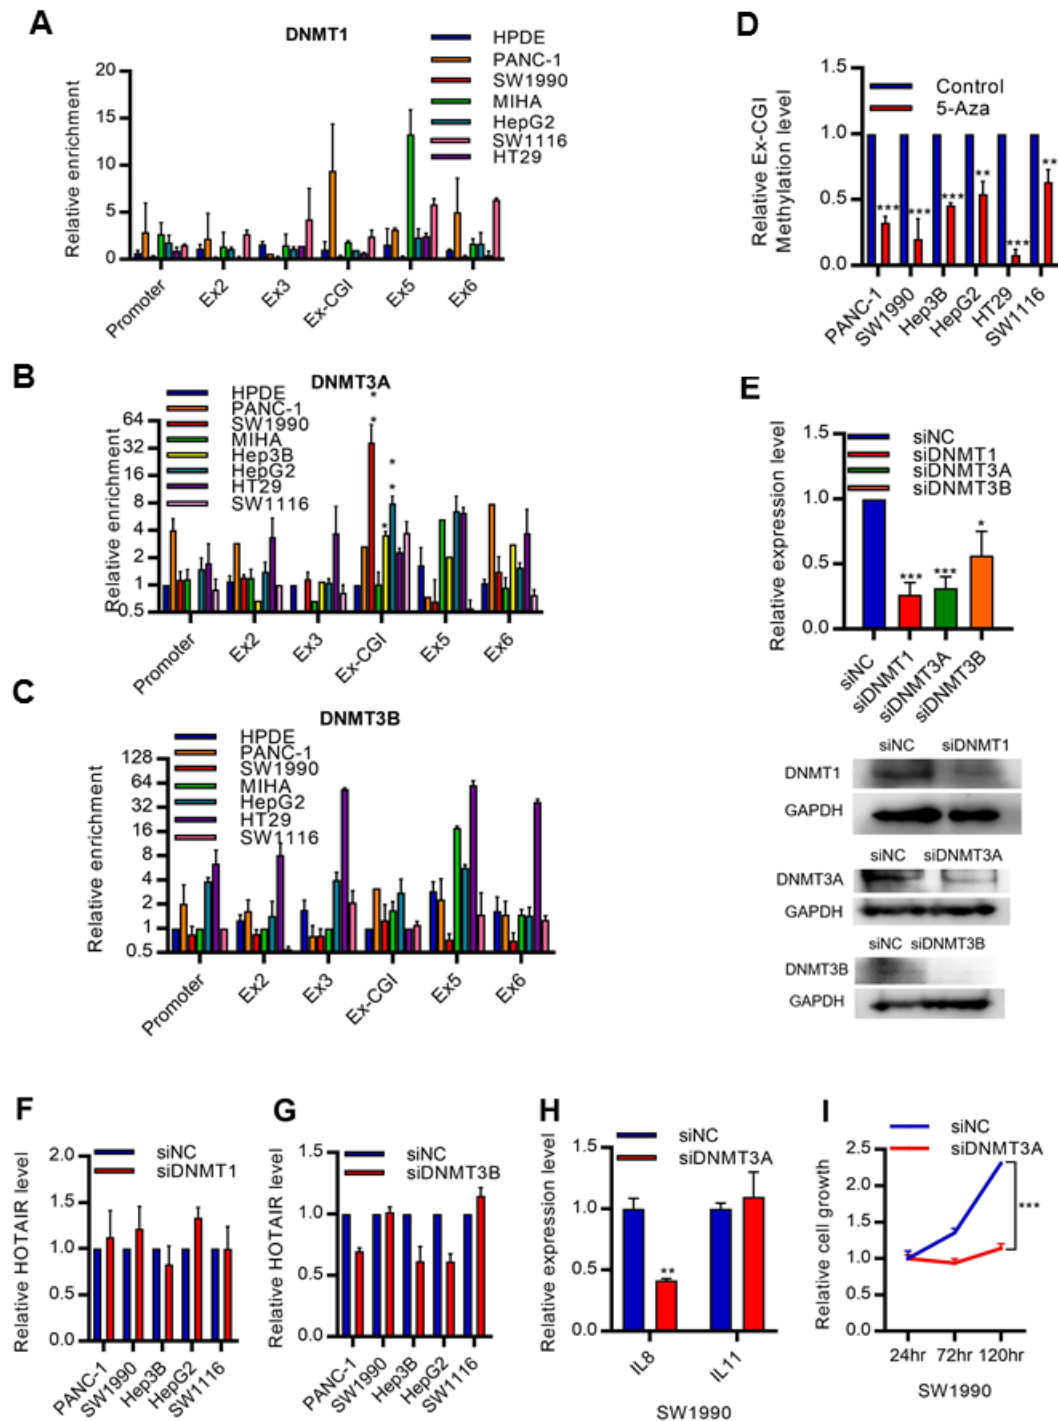 A
DNMT1
HPDE
PANC-1
SW1990
MIHA
HepG2
SW1116
HT29
Relative enrichment
20
15
10
5
0
Promoter
Ex2
Ex3
Ex-CGI
Ex5
Ex6
B
DNMT3A
HPDE
PANC-1
SW1990
MIHA
Hep3B
HepG2
HT29
SW1116
Relative enrichment
64
32
16
8
4
2
1
0.5
* * * * *
Promoter
Ex2
Ex3
Ex-CGI
Ex5
Ex6
C
DNMT3B
HPDE
PANC-1
SW1990
MIHA
HepG2
HT29
SW1116
Relative enrichment
128
64
32
16
8
4
2
1
0.5
Promoter
Ex2
Ex3
Ex-CGI
Ex5
Ex6
D
Control
5-Aza
Relative Ex-CGI
Methylation level
1.5
1.0
0.5
0.0
*** *** *** ** *** **
PANC-1
SW1990
Hep3B
HepG2
HT29
SW1116
E
siNC
siDNMT1
siDNMT3A
siDNMT3B
Relative expression level
1.5
1.0
0.5
0.0
*** *** *
siNC
siDNMT1
siDNMT3A
siDNMT3B
siNC siDNMT1
DNMT1
GAPDH
siNC siDNMT3A
DNMT3A
GAPDH
siNC siDNMT3B
DNMT3B
GAPDH
F
siNC
siDNMT1
Relative HOTAIR level
2.0
1.5
1.0
0.5
0.0
PANC-1
SW1990
Hep3B
HepG2
SW1116
G
siNC
siDNMT3B
Relative HOTAIR level
1.5
1.0
0.5
0.0
PANC-1
SW1990
Hep3B
HepG2
SW1116
H
siNC
siDNMT3A
Relative expression level
1.5
1.0
0.5
0.0
**
IL8
IL11
SW1990
I
siNC
siDNMT3A
Relative cell growth
2.5
2.0
1.5
1.0
0.5
0.0
***
24hr 72hr 120hr
SW1990